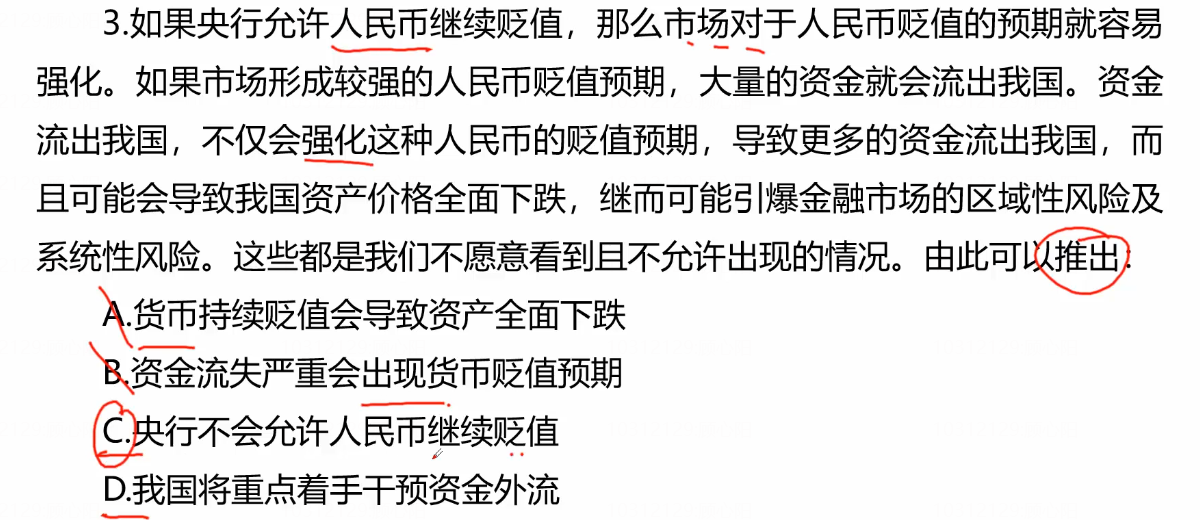 3.如果央行允许人民币继续贬值，那么市场对于人民币贬值的预期就容易
强化。如果市场形成较强的人民币贬值预期，大量的资金就会流出我国。资金
流出我国，不仅会强化这种人民币的贬值预期，导致更多的资金流出我国，而
且可能会导致我国资产价格全面下跌，继而可能引爆金融市场的区域性风险及
系统性风险。这些都是我们不愿意看到且不允许出现的情况。由此可以推出：
A.货币持续贬值会导致资产全面下跌
B.资金流失严重会出现货币贬值预期
C.央行不会允许人民币继续贬值
D.我国将重点着手干预资金外流